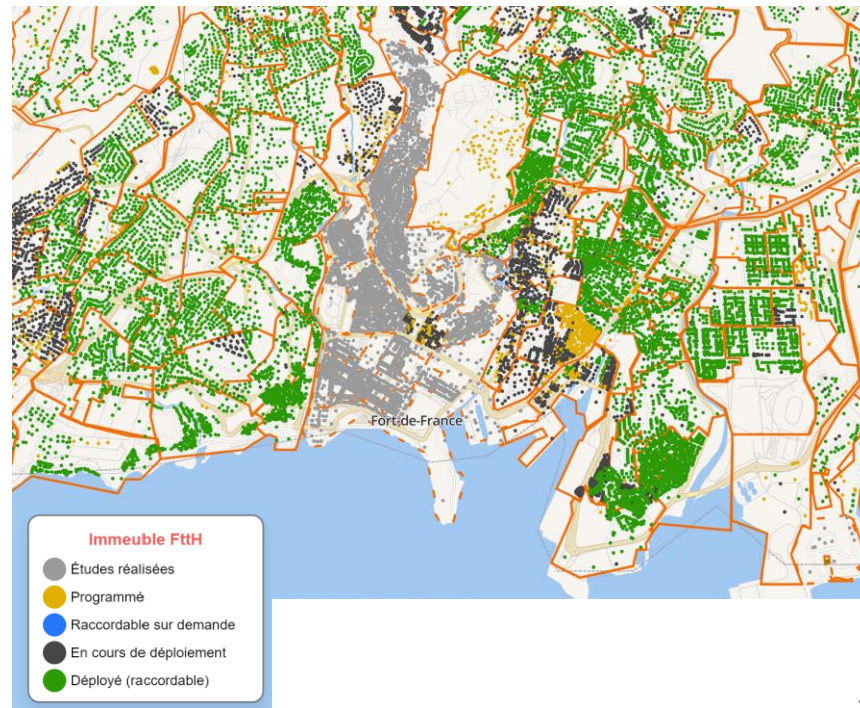 Fort-de-France
Immeuble FttH
Études réalisées
Programmé
Raccordable sur demande
En cours de déploiement
Déployé (raccordable)